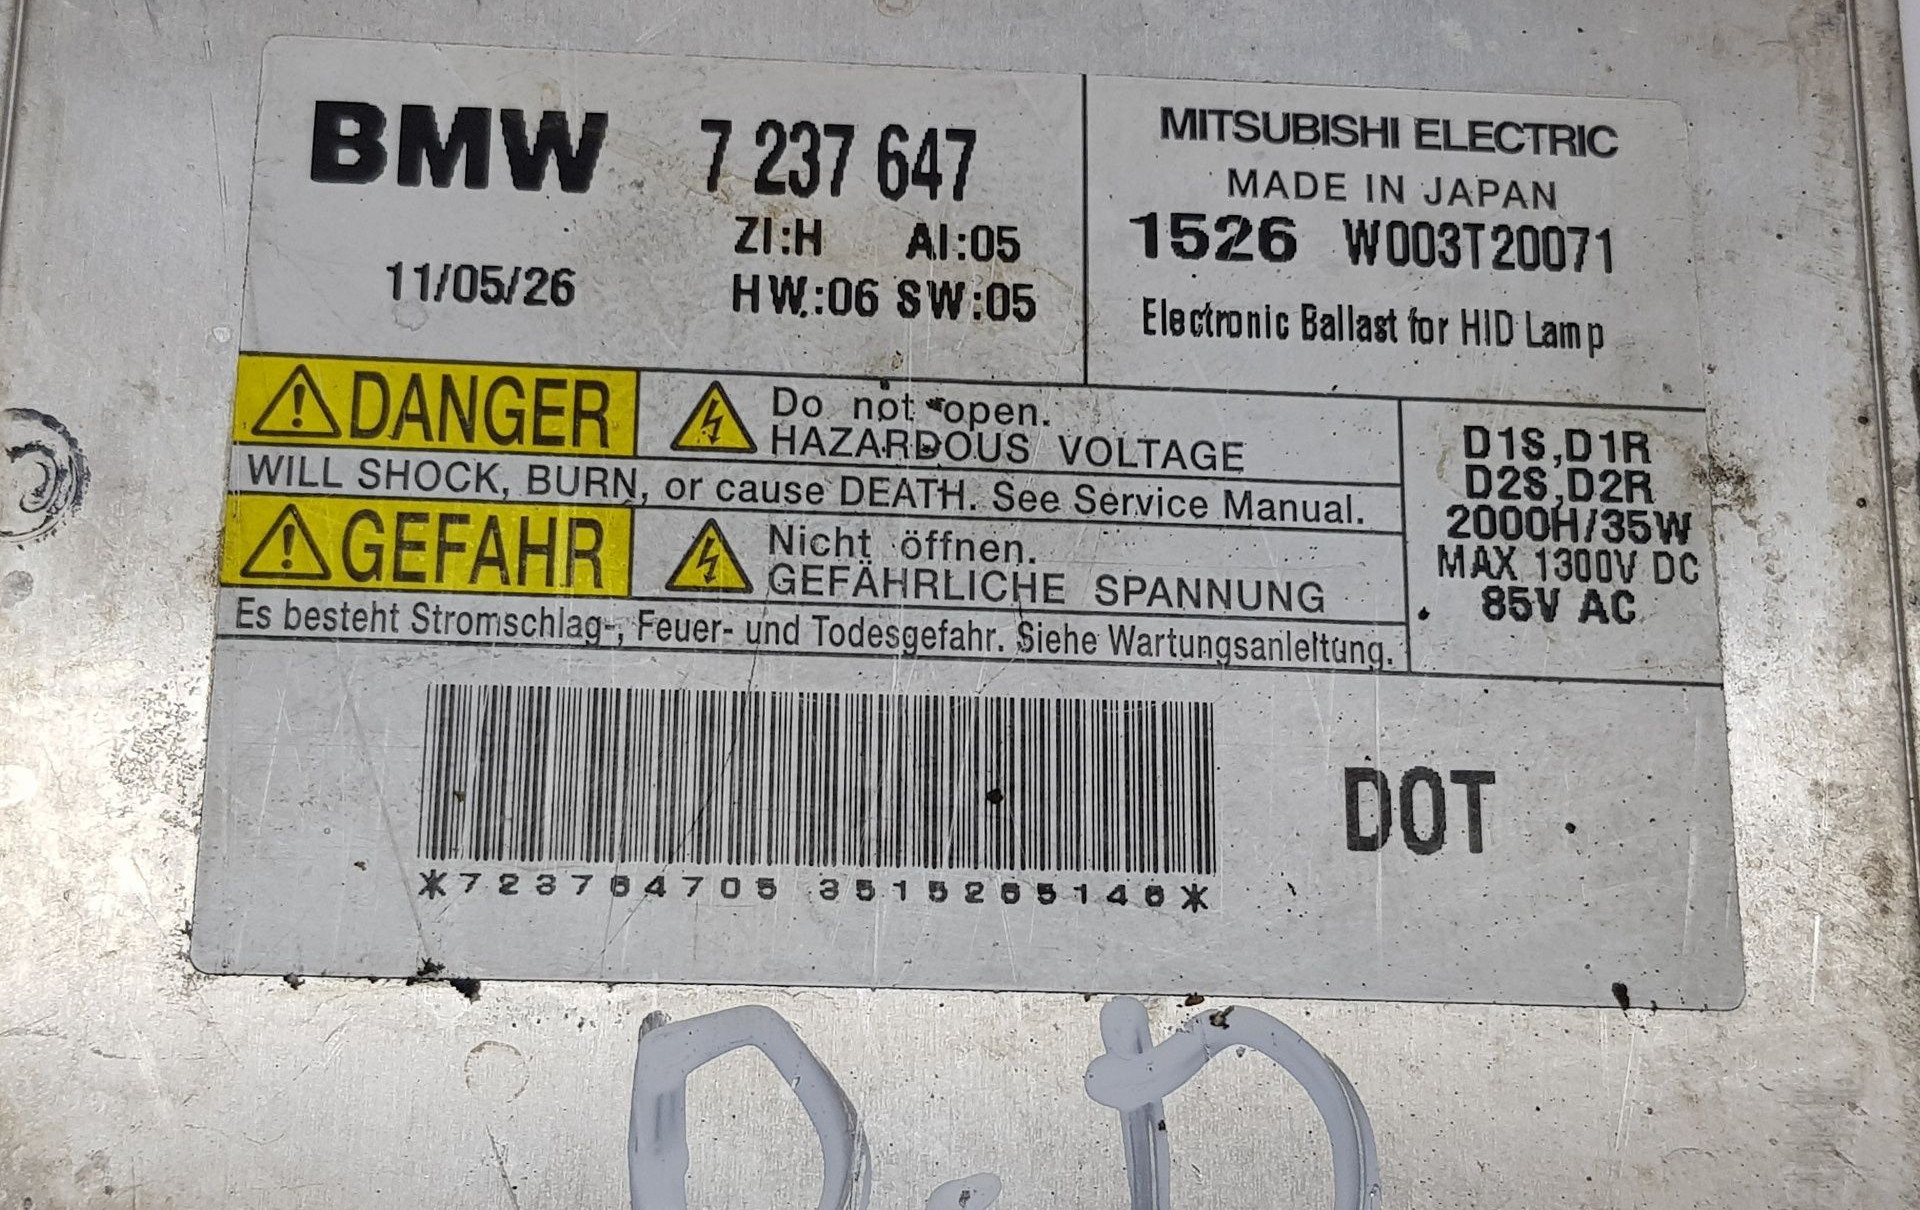 BMW 7 237 647
ZI:H AI:05
11/05/26 HW.:06 SW:05
MITSUBISHI ELECTRIC
MADE IN JAPAN
1526 W003T20071
Electronic Ballast for HID Lamp
DANGER
Do not open.
HAZARDOUS VOLTAGE
WILL SHOCK, BURN, or cause DEATH. See Service Manual.
GEFAHR
Nicht öffnen.
GEFÄHRLICHE SPANNUNG
Es besteht Stromschlag-, Feuer- und Todesgefahr. Siehe Wartungsanleitung.
D1S,D1R
D2S,D2R
2000H/35W
MAX 1300V DC
85V AC
*723764705 3515265146*
DOT